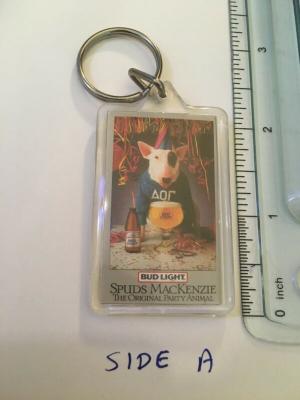 3
2
1
0 inch
ΔΟΓ
BUD LIGHT.
SPUDS MACKENZIE
THE ORIGINAL PARTY ANIMAL
SIDE A